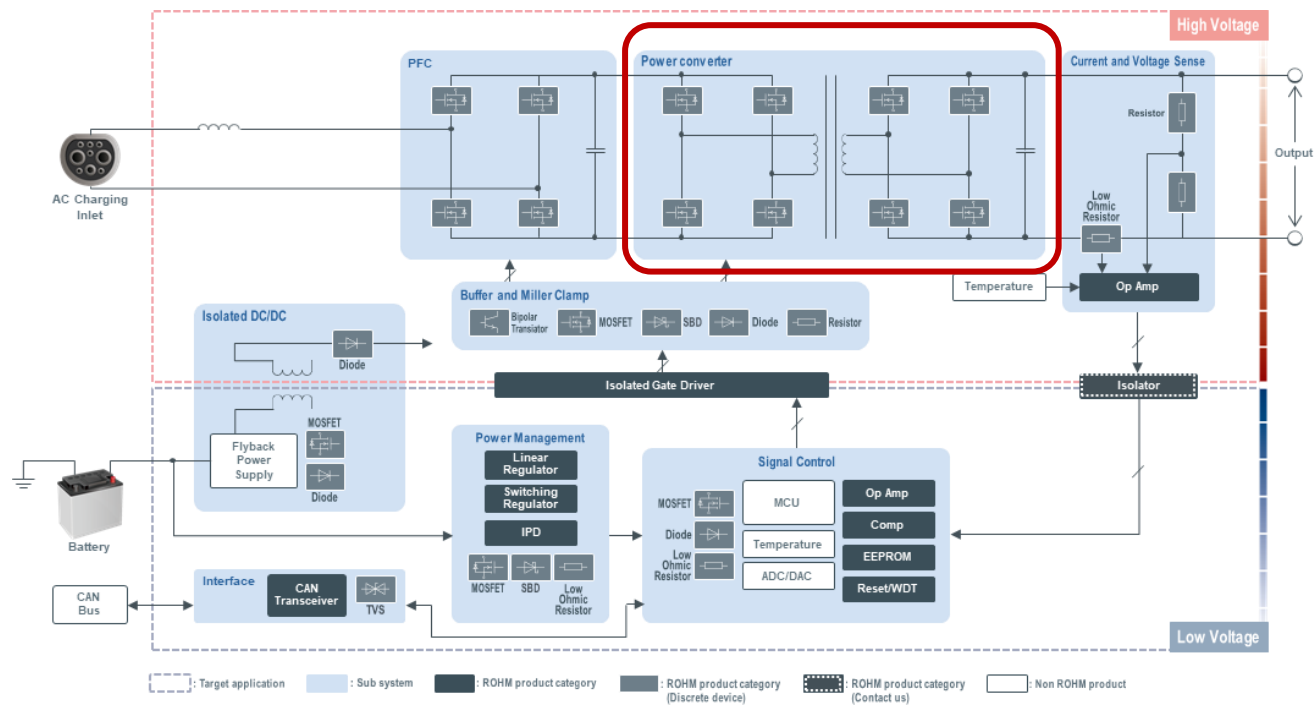 High Voltage
PFC
Power converter
Current and Voltage Sense
Resistor
Output
AC Charging
Inlet
Low
Ohmic
Resistor
Temperature
Op Amp
Buffer and Miller Clamp
Bipolar
Transiator
MOSFET
SBD
Diode
Resistor
Isolated DC/DC
Diode
Isolated Gate Driver
Isolator
MOSFET
Flyback
Power
Supply
Diode
Battery
Power Management
Linear
Regulator
Switching
Regulator
IPD
MOSFET
SBD
Low
Ohmic
Resistor
Signal Control
MOSFET
Diode
Low
Ohmic
Resistor
MCU
Temperature
ADC/DAC
Op Amp
Comp
EEPROM
Reset/WDT
CAN
Bus
Interface
CAN
Transceiver
TVS
Low Voltage
: Target application
: Sub system
: ROHM product category
: ROHM product category
(Discrete device)
: ROHM product category
(Contact us)
: Non ROHM product